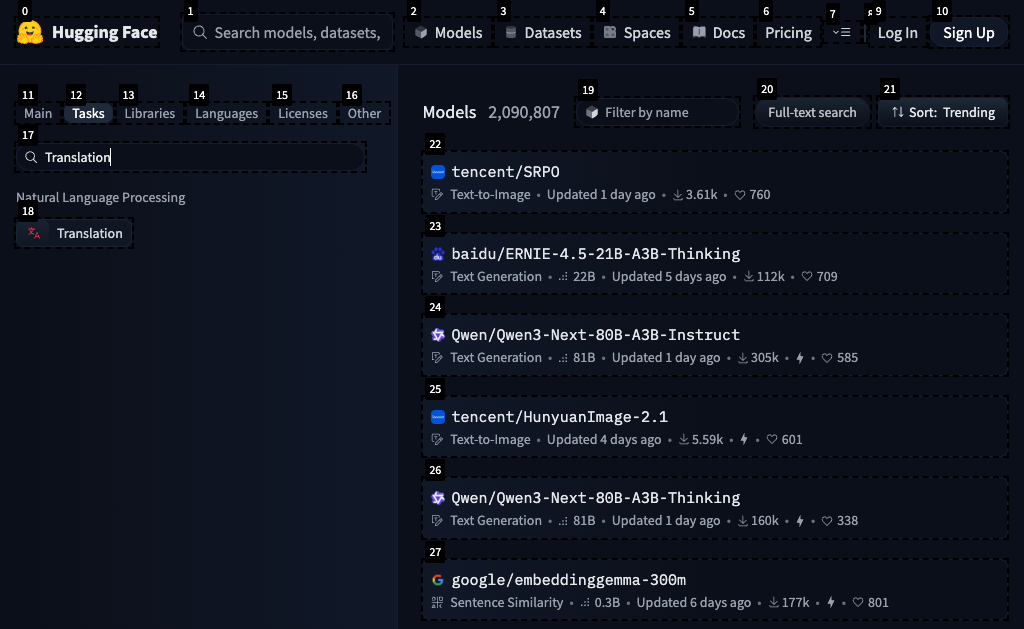 0 1 2 3 4 5 6 7 9 10
Hugging Face Search models, datasets, Models Datasets Spaces Docs Pricing Log In Sign Up
11 12 13 14 15 16
Main Tasks Libraries Languages Licenses Other
17
Translation
Natural Language Processing
18
Translation
19 20 21
Models 2,090,807 Filter by name Full-text search Sort: Trending
22
tencent/SRPO
Text-to-Image • Updated 1 day ago • 3.61k • 760
23
baidu/ERNIE-4.5-21B-A3B-Thinking
Text Generation • 22B • Updated 5 days ago • 112k • 709
24
Qwen/Qwen3-Next-80B-A3B-Instruct
Text Generation • 81B • Updated 1 day ago • 305k • • 585
25
tencent/HunyuanImage-2.1
Text-to-Image • Updated 4 days ago • 5.59k • • 601
26
Qwen/Qwen3-Next-80B-A3B-Thinking
Text Generation • 81B • Updated 1 day ago • 160k • • 338
27
google/embeddinggemma-300m
Sentence Similarity • 0.3B • Updated 6 days ago • 177k • • 801